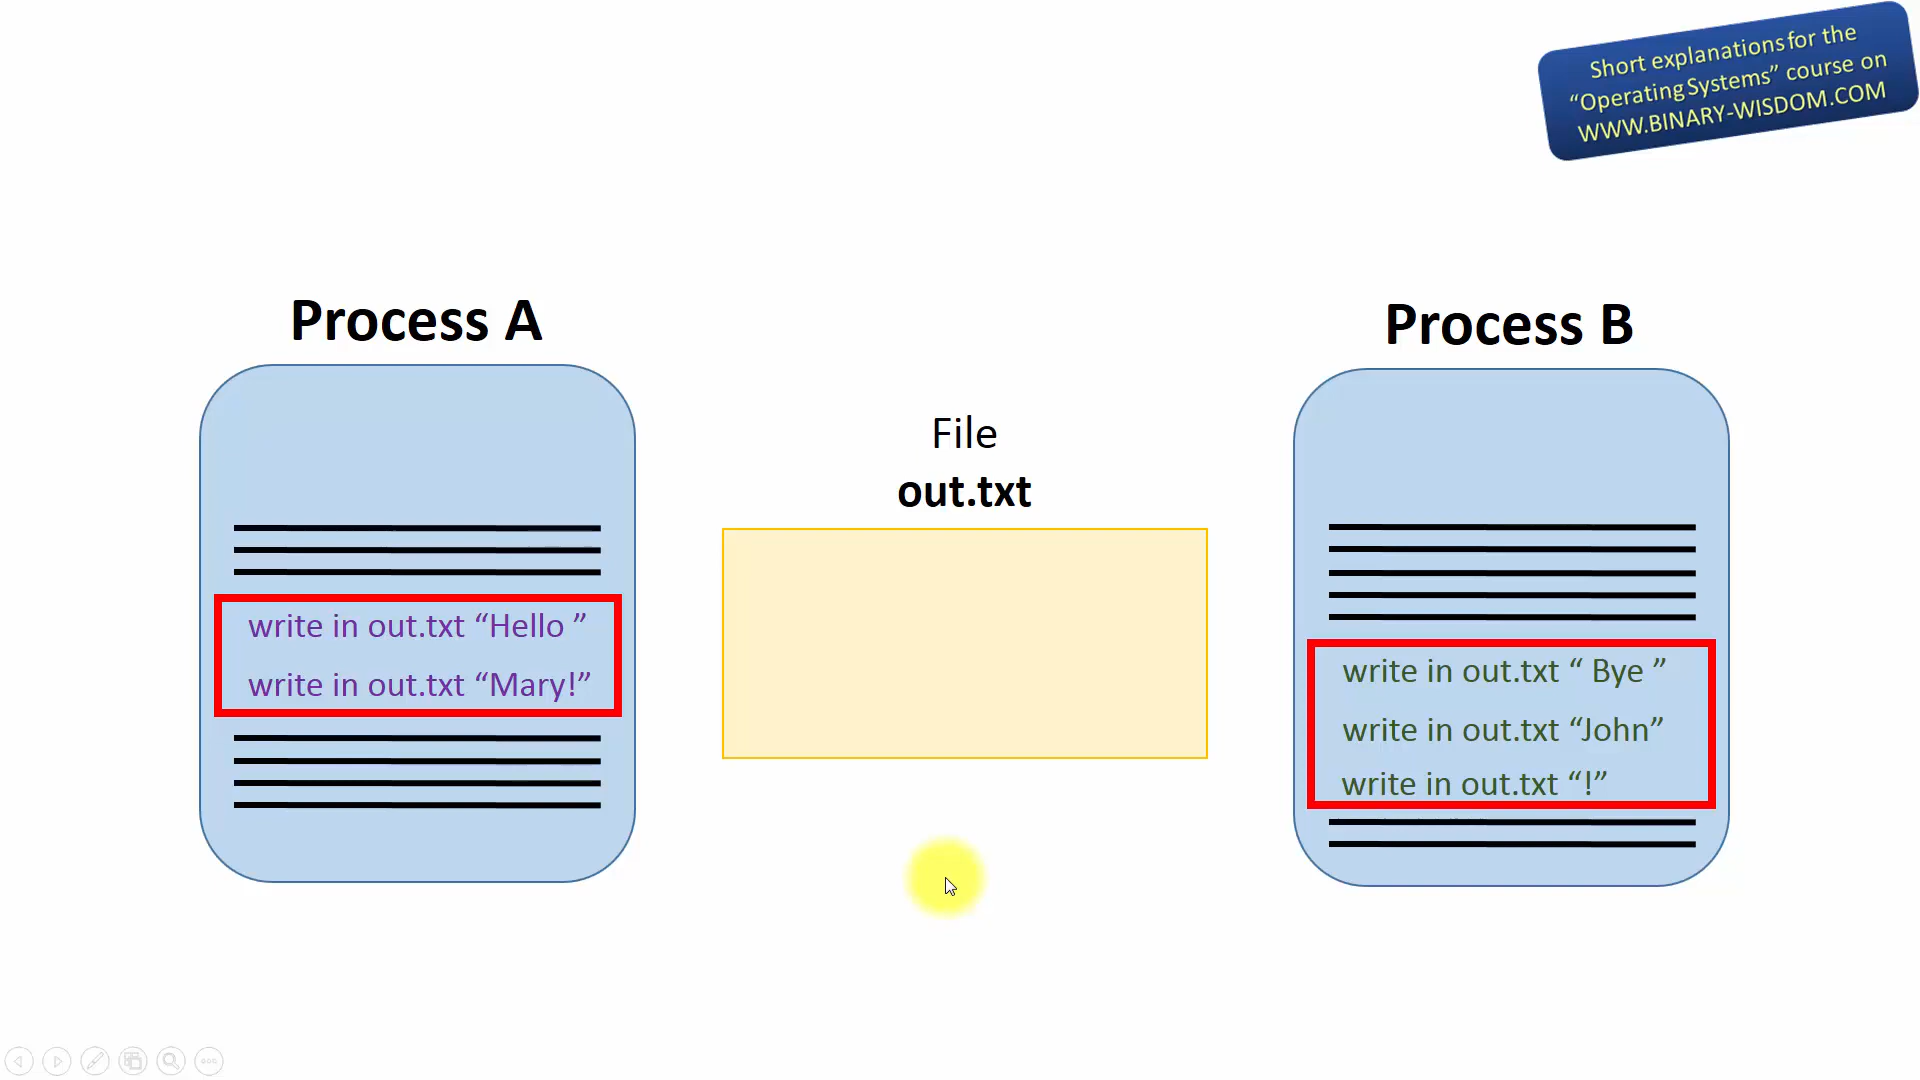 Short explanations for the
“Operating Systems” course on
WWW.BINARY-WISDOM.COM
Process A
Process B
File
out.txt
write in out.txt “Hello ”
write in out.txt “Mary!”
write in out.txt “ Bye ”
write in out.txt “John”
write in out.txt “!”